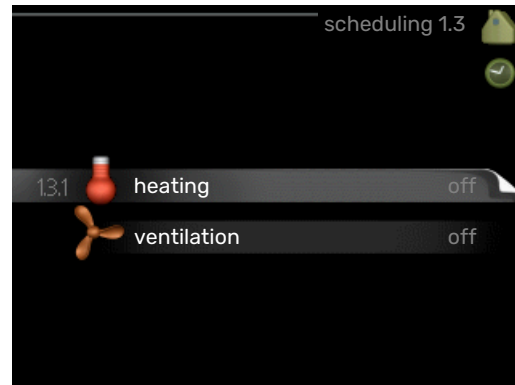 scheduling 1.3
1.3.1 heating off
ventilation off